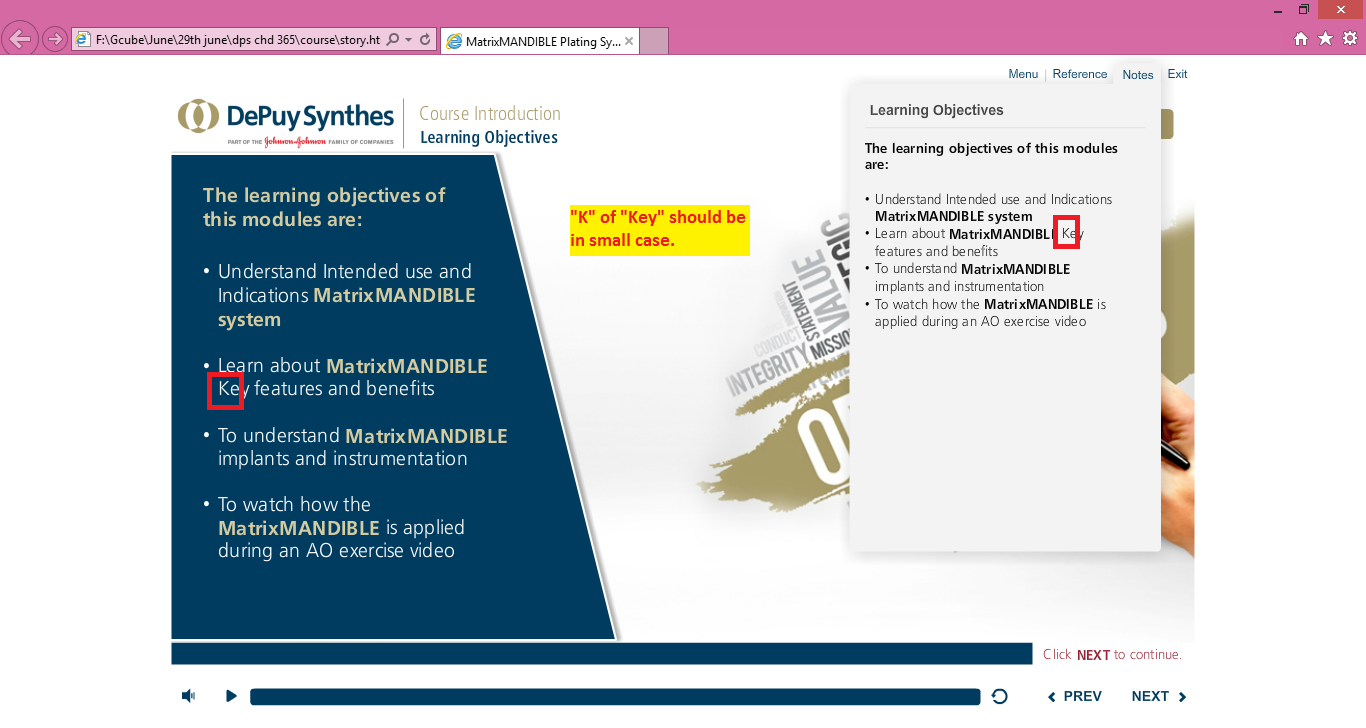 F:\Gcube\June\29th june\dps chd 365\course\story.ht
MatrixMANDIBLE Plating Sy...
Menu
Reference
Notes
Exit
DePuy Synthes
PART OF THE Johnson-Johnson FAMILY OF COMPANIES
Course Introduction
Learning Objectives
The learning objectives of
this modules are:
• Understand Intended use and
Indications MatrixMANDIBLE
system
• Learn about MatrixMANDIBLE
Key features and benefits
• To understand MatrixMANDIBLE
implants and instrumentation
• To watch how the
MatrixMANDIBLE is applied
during an AO exercise video
"K" of "Key" should be
in small case.
INTEGRITY
CONDUCT
STATEMENT
VALUE
MISSION
Learning Objectives
The learning objectives of this modules
are:
• Understand Intended use and Indications
MatrixMANDIBLE system
• Learn about MatrixMANDIBLE Key
features and benefits
• To understand MatrixMANDIBLE
implants and instrumentation
• To watch how the MatrixMANDIBLE is
applied during an AO exercise video
Click NEXT to continue.
PREV
NEXT